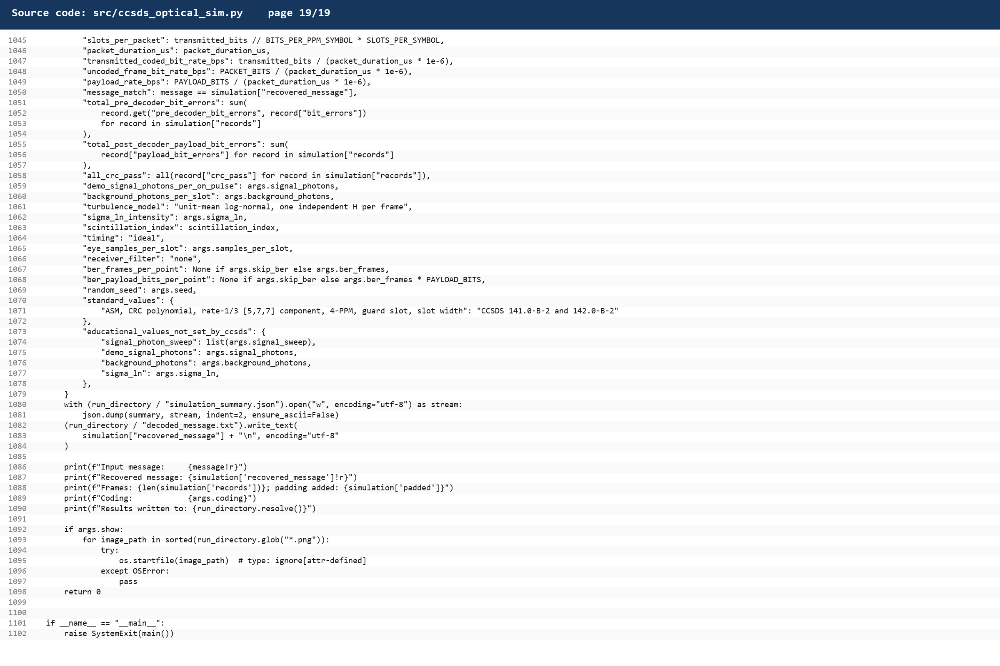 Source code: src/ccsds_optical_sim.py    page 19/19
1045            "slots_per_packet": transmitted_bits // BITS_PER_PPM_SYMBOL * SLOTS_PER_SYMBOL,
1046            "packet_duration_us": packet_duration_us,
1047            "transmitted_coded_bit_rate_bps": transmitted_bits / (packet_duration_us * 1e-6),
1048            "uncoded_frame_bit_rate_bps": PACKET_BITS / (packet_duration_us * 1e-6),
1049            "payload_rate_bps": PAYLOAD_BITS / (packet_duration_us * 1e-6),
1050            "message_match": message == simulation["recovered_message"],
1051            "total_pre_decoder_bit_errors": sum(
1052                record.get("pre_decoder_bit_errors", record["bit_errors"])
1053                for record in simulation["records"]
1054            ),
1055            "total_post_decoder_payload_bit_errors": sum(
1056                record["payload_bit_errors"] for record in simulation["records"]
1057            ),
1058            "all_crc_pass": all(record["crc_pass"] for record in simulation["records"]),
1059            "demo_signal_photons_per_on_pulse": args.signal_photons,
1060            "background_photons_per_slot": args.background_photons,
1061            "turbulence_model": "unit-mean log-normal, one independent H per frame",
1062            "sigma_ln_intensity": args.sigma_ln,
1063            "scintillation_index": scintillation_index,
1064            "timing": "ideal",
1065            "eye_samples_per_slot": args.samples_per_slot,
1066            "receiver_filter": "none",
1067            "ber_frames_per_point": None if args.skip_ber else args.ber_frames,
1068            "ber_payload_bits_per_point": None if args.skip_ber else args.ber_frames * PAYLOAD_BITS,
1069            "random_seed": args.seed,
1070            "standard_values": {
1071                "ASM, CRC polynomial, rate-1/3 [5,7,7] component, 4-PPM, guard slot, slot width": "CCSDS 141.0-B-2 and 142.0-B-2"
1072            },
1073            "educational_values_not_set_by_ccsds": {
1074                "signal_photon_sweep": list(args.signal_sweep),
1075                "demo_signal_photons": args.signal_photons,
1076                "background_photons": args.background_photons,
1077                "sigma_ln": args.sigma_ln,
1078            },
1079        }
1080        with (run_directory / "simulation_summary.json").open("w", encoding="utf-8") as stream:
1081            json.dump(summary, stream, indent=2, ensure_ascii=False)
1082        (run_directory / "decoded_message.txt").write_text(
1083            simulation["recovered_message"] + "\n", encoding="utf-8"
1084        )
1085
1086        print(f"Input message:     {message!r}")
1087        print(f"Recovered message: {simulation['recovered_message']!r}")
1088        print(f"Frames: {len(simulation['records'])}; padding added: {simulation['padded']}")
1089        print(f"Coding:            {args.coding}")
1090        print(f"Results written to: {run_directory.resolve()}")
1091
1092        if args.show:
1093            for image_path in sorted(run_directory.glob("*.png")):
1094                try:
1095                    os.startfile(image_path)  # type: ignore[attr-defined]
1096                except OSError:
1097                    pass
1098        return 0
1099
1100
1101    if __name__ == "__main__":
1102        raise SystemExit(main())